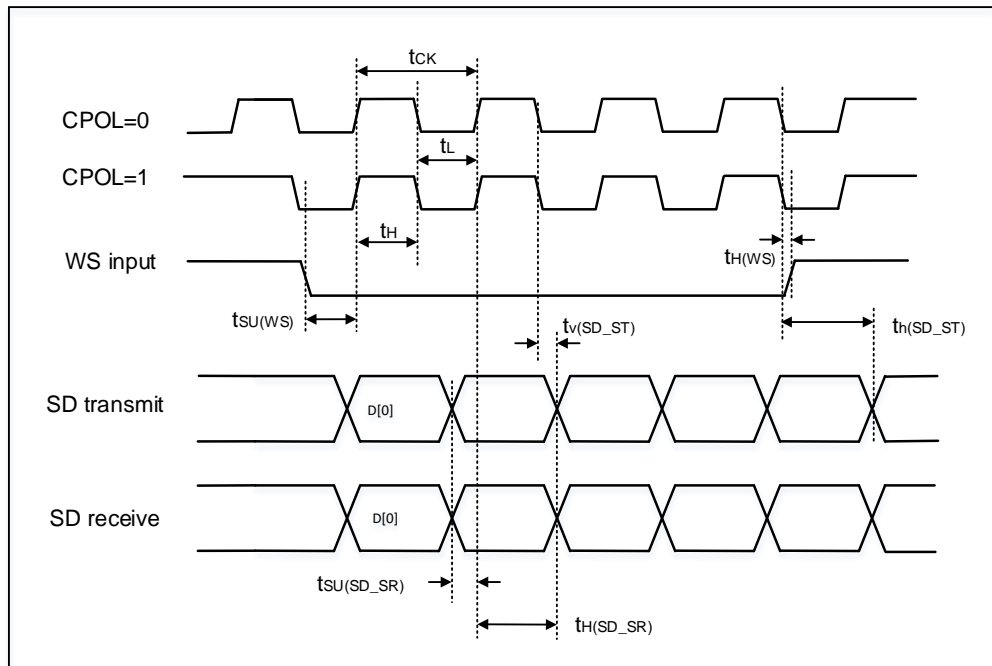 tCK
CPOL=0
tL
CPOL=1
tH
tH(WS)
WS input
tSU(WS)
tv(SD_ST)
th(SD_ST)
SD transmit
D[0]
SD receive
D[0]
tSU(SD_SR)
tH(SD_SR)